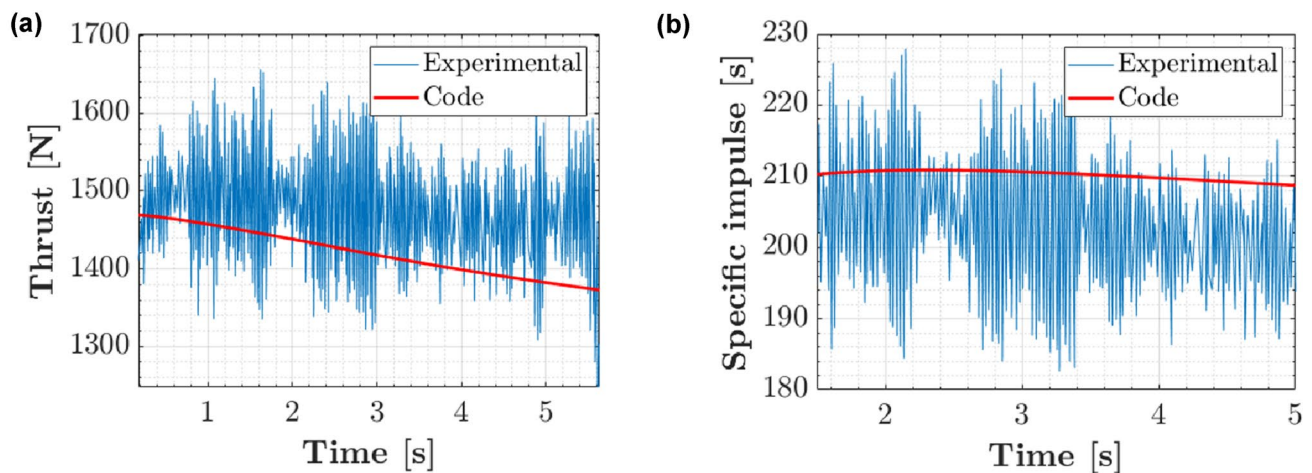 (a)
Thrust [N]
1700
1600
1500
1400
1300
Experimental
Code
1 2 3 4 5
Time [s]
(b)
Specific impulse [s]
230
220
210
200
190
180
Experimental
Code
2 3 4 5
Time [s]